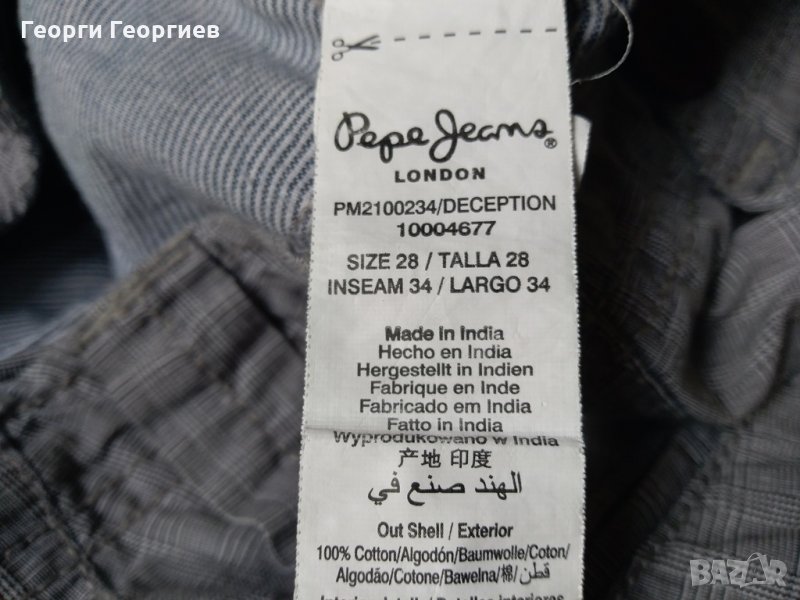 Георги Георгиев
Pepe Jeans®
LONDON
PM2100234/DECEPTION
10004677
SIZE 28 / TALLA 28
INSEAM 34 / LARGO 34
Made in India
Hecho en India
Hergestellt in Indien
Fabrique en Inde
Fabricado em India
Fatto in India
Wyprodukowano w India
产地 印度
الهند صنع في
Out Shell / Exterior
100% Cotton/Algodón/Baumwolle/Coton/
Algodão/Cotone/Bawelna/棉/قطن/
BAZAR